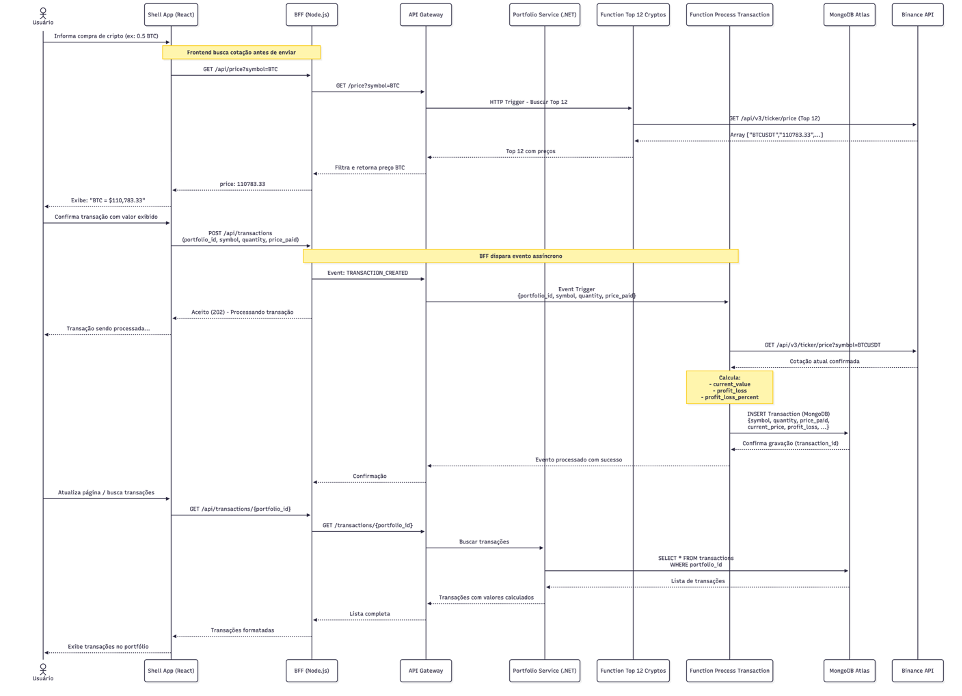 Usuário
Shell App (React)
BFF (Node.js)
API Gateway
Portfolio Service (.NET)
Function Top 12 Cryptos
Function Process Transaction
MongoDB Atlas
Binance API
Informa compra de cripto (ex: 0.5 BTC)
Frontend busca cotação antes de enviar
GET /api/price?symbol=BTC
GET /price?symbol=BTC
HTTP Trigger - Buscar Top 12
GET /api/v3/ticker/price (Top 12)
Array ["BTCUSDT","110783.33",...]
Top 12 com preços
Filtra e retorna preço BTC
price: 110783.33
Exibe: "BTC = $110,783.33"
Confirma transação com valor exibido
POST /api/transactions
(portfolio_id, symbol, quantity, price_paid)
BFF dispara evento assíncrono
Event: TRANSACTION_CREATED
Event Trigger
{portfolio_id, symbol, quantity, price_paid}
Aceito (202) - Processando transação
Transação sendo processada...
GET /api/v3/ticker/price?symbol=BTCUSDT
Cotação atual confirmada
Calcula:
- current_value
- profit_loss
- profit_loss_percent
INSERT Transaction (MongoDB)
{symbol, quantity, price_paid,
current_price, profit_loss, ...}
Confirma gravação (transaction_id)
Evento processado com sucesso
Confirmação
Atualiza página / busca transações
GET /api/transactions/{portfolio_id}
GET /transactions/{portfolio_id}
Buscar transações
SELECT * FROM transactions
WHERE portfolio_id
Lista de transações
Transações com valores calculados
Lista completa
Transações formatadas
Exibe transações no portfólio
Usuário
Shell App (React)
BFF (Node.js)
API Gateway
Portfolio Service (.NET)
Function Top 12 Cryptos
Function Process Transaction
MongoDB Atlas
Binance API